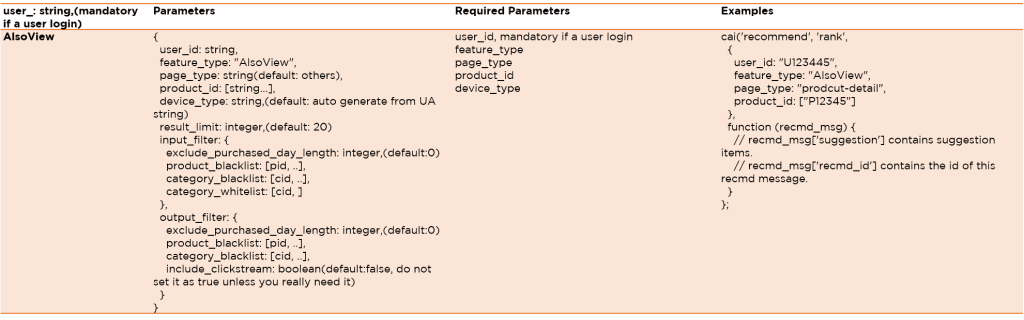 user_: string,(mandatory
if a user login)
Parameters
Required Parameters
Examples
AlsoView
{
user_id: string,
feature_type: "AlsoView",
page_type: string(default: others),
product_id: [string...],
device_type: string,(default: auto generate from UA
string)
result_limit: integer,(default: 20)
input_filter: {
exclude_purchased_day_length: integer,(default:0)
product_blacklist: [pid, ..],
category_blacklist: [cid, ..],
category_whitelist: [cid, ]
},
output_filter: {
exclude_purchased_day_length: integer,(default:0)
product_blacklist: [pid, ..],
category_blacklist: [cid, ..],
include_clickstream: boolean(default:false, do not
set it as true unless you really need it)
}
}
user_id, mandatory if a user login
feature_type
page_type
product_id
device_type
cai('recommend', 'rank',
{
user_id: "U123445",
feature_type: "AlsoView",
page_type: "prodcut-detail",
product_id: ["P12345"]
},
function (recmd_msg) {
// recmd_msg['suggestion'] contains suggestion
items.
// recmd_msg['recmd_id'] contains the id of this
recmd message.
}
};